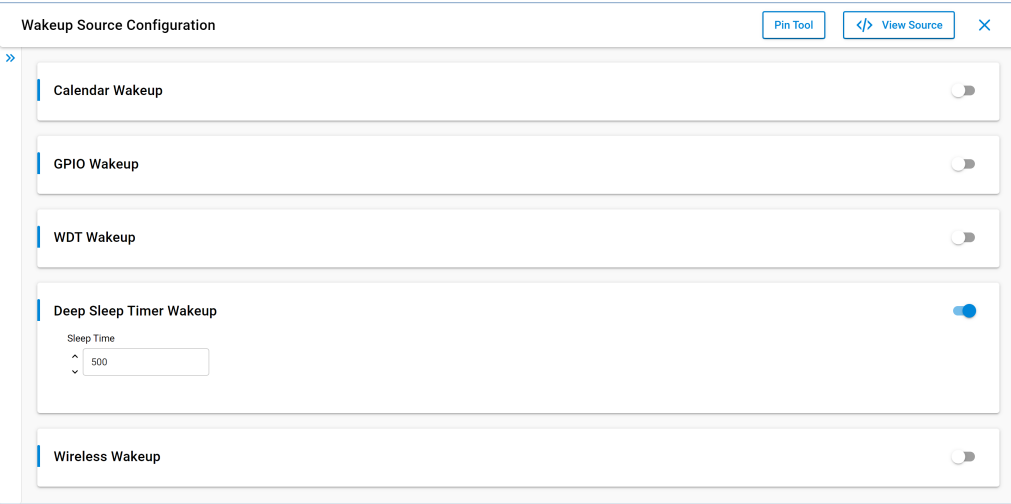 Wakeup Source Configuration
Pin Tool
</> View Source
Calendar Wakeup
GPIO Wakeup
WDT Wakeup
Deep Sleep Timer Wakeup
Sleep Time
500
Wireless Wakeup